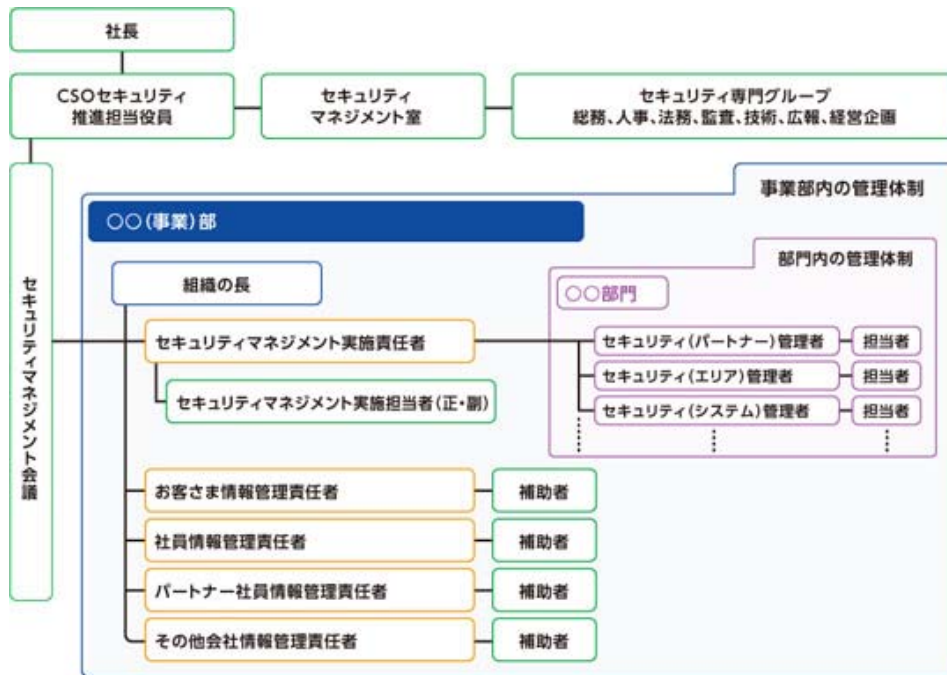 社長
CSOセキュリティ
推進担当役員
セキュリティ
マネジメント室
セキュリティ専門グループ
総務、人事、法務、監査、技術、広報、経営企画
セキュリティマネジメント会議
事業部内の管理体制
○○(事業)部
部門内の管理体制
組織の長
○○部門
セキュリティマネジメント実施責任者
セキュリティ(パートナー)管理者
担当者
セキュリティ(エリア)管理者
担当者
セキュリティマネジメント実施担当者(正・副)
セキュリティ(システム)管理者
担当者
お客さま情報管理責任者
補助者
社員情報管理責任者
補助者
パートナー社員情報管理責任者
補助者
その他会社情報管理責任者
補助者